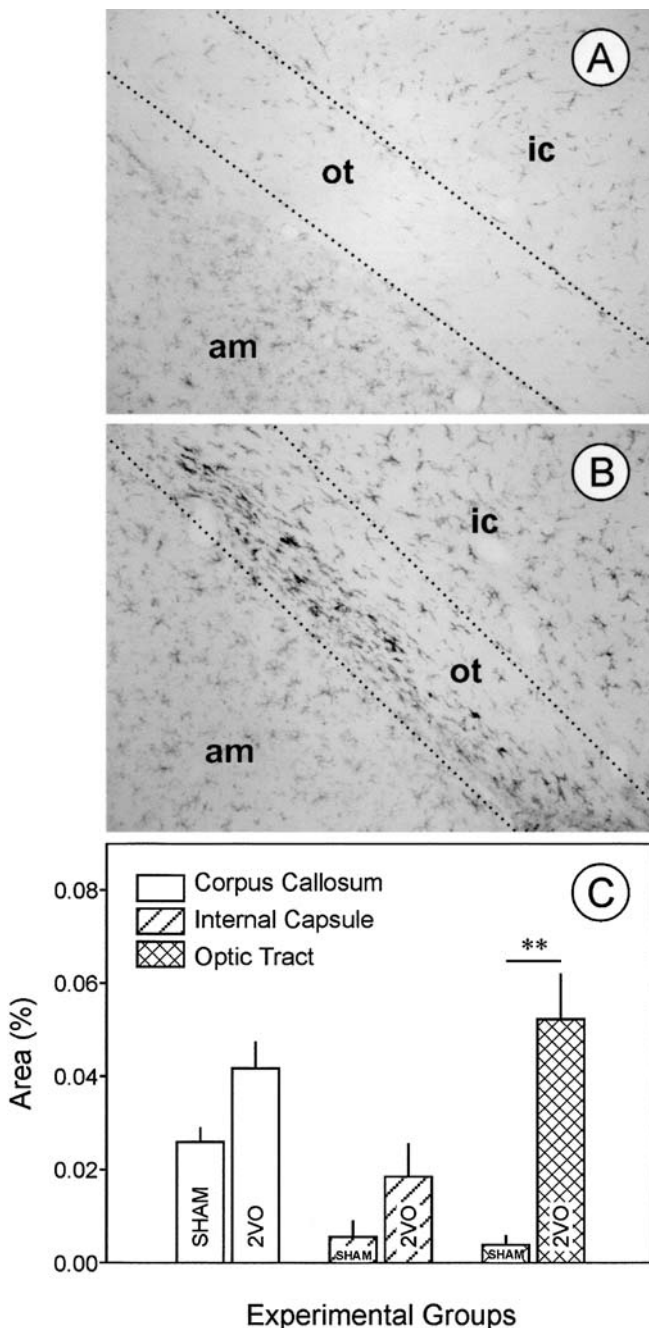 A
ot
ic
am
B
ic
ot
am
C
Corpus Callosum
Internal Capsule
Optic Tract
**
0.08
0.06
0.04
0.02
0.00
Area (%)
SHAM
2VO
SHAM
2VO
SHAM
2VO
Experimental Groups